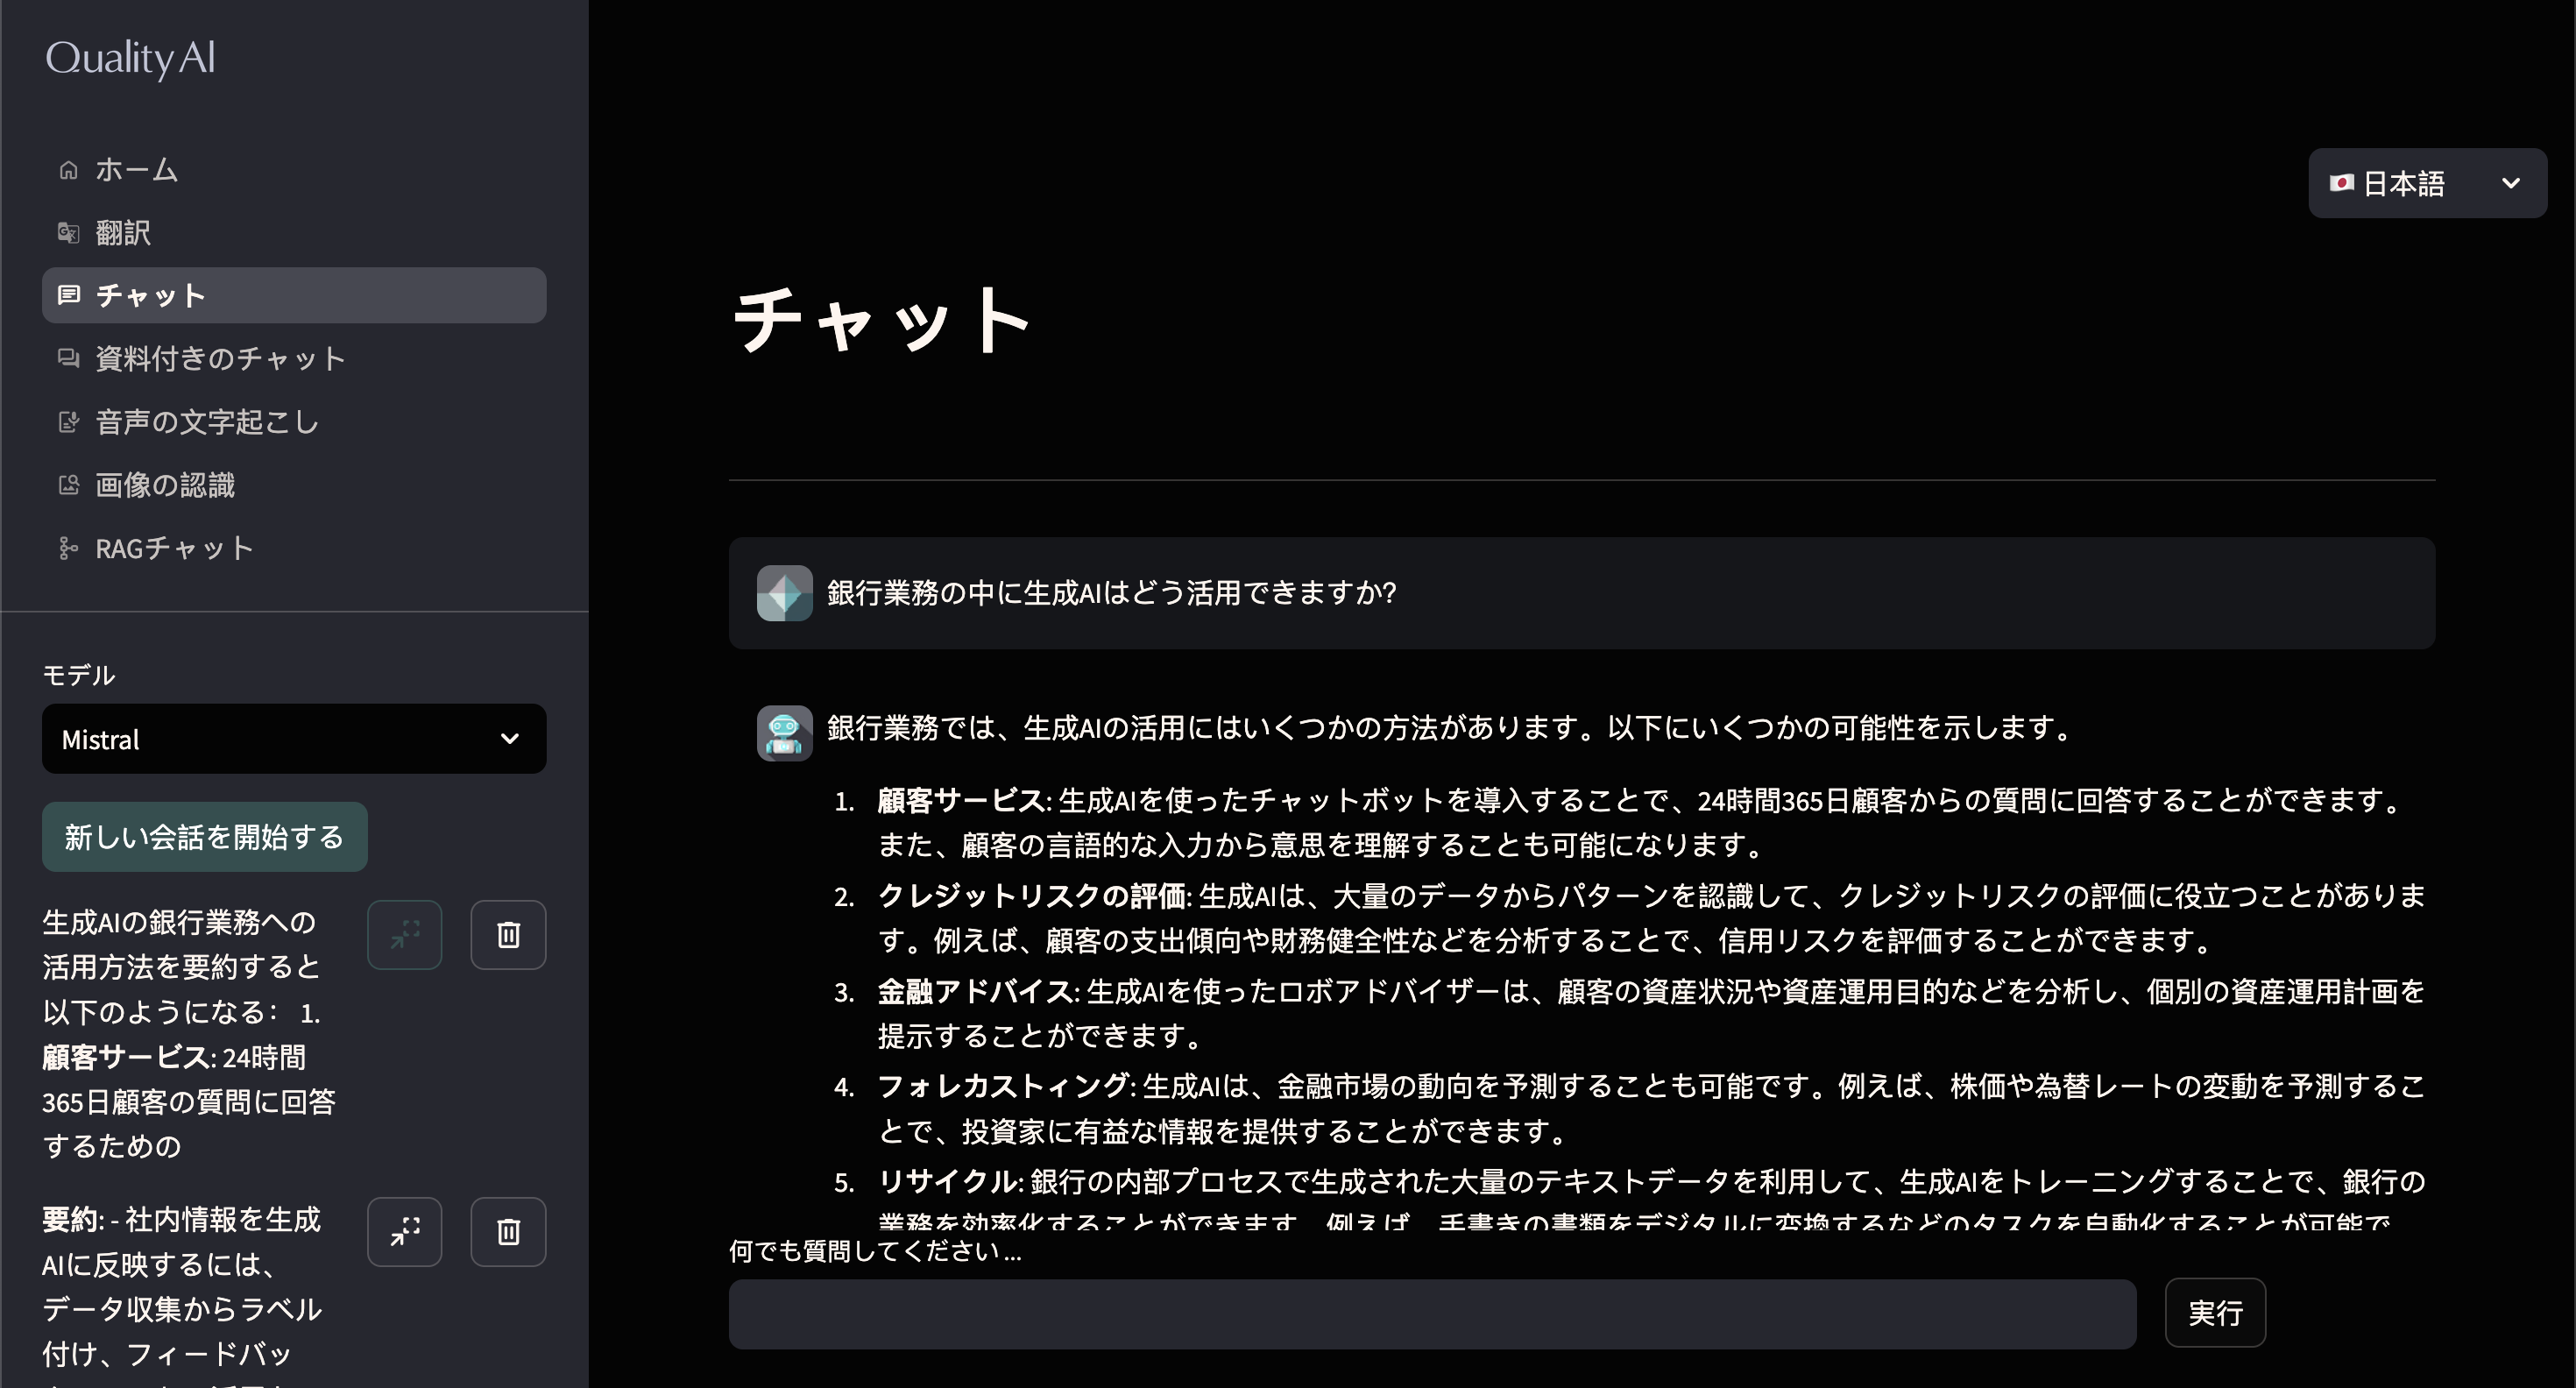 Quality AI
ホーム
翻訳
チャット
資料付きのチャット
音声の文字起こし
画像の認識
RAGチャット
モデル
Mistral
新しい会話を開始する
生成AIの銀行業務への
活用方法を要約すると
以下のようになる： 1.
顧客サービス: 24時間
365日顧客の質問に回答
するための
要約: - 社内情報を生成
AIに反映するには、
データ収集からラベル
付け、フィードバッ
日本語
チャット
銀行業務の中に生成AIはどう活用できますか?
銀行業務では、生成AIの活用にはいくつかの方法があります。以下にいくつかの可能性を示します。
1. 顧客サービス: 生成AIを使ったチャットボットを導入することで、24時間365日顧客からの質問に回答することができます。
また、顧客の言語的な入力から意思を理解することも可能になります。
2. クレジットリスクの評価: 生成AIは、大量のデータからパターンを認識して、クレジットリスクの評価に役立つことがありま
す。例えば、顧客の支出傾向や財務健全性などを分析することで、信用リスクを評価することができます。
3. 金融アドバイス: 生成AIを使ったロボアドバイザーは、顧客の資産状況や資産運用目的などを分析し、個別の資産運用計画を
提示することができます。
4. フォレカスティング: 生成AIは、金融市場の動向を予測することも可能です。例えば、株価や為替レートの変動を予測するこ
とで、投資家に有益な情報を提供することができます。
5. リサイクル: 銀行の内部プロセスで生成された大量のテキストデータを利用して、生成AIをトレーニングすることで、銀行の
業務を効率化することができます。例えば、手書きの書類をデジタルに変換するなどのタスクを自動化することが可能で
何でも質問してください...
実行